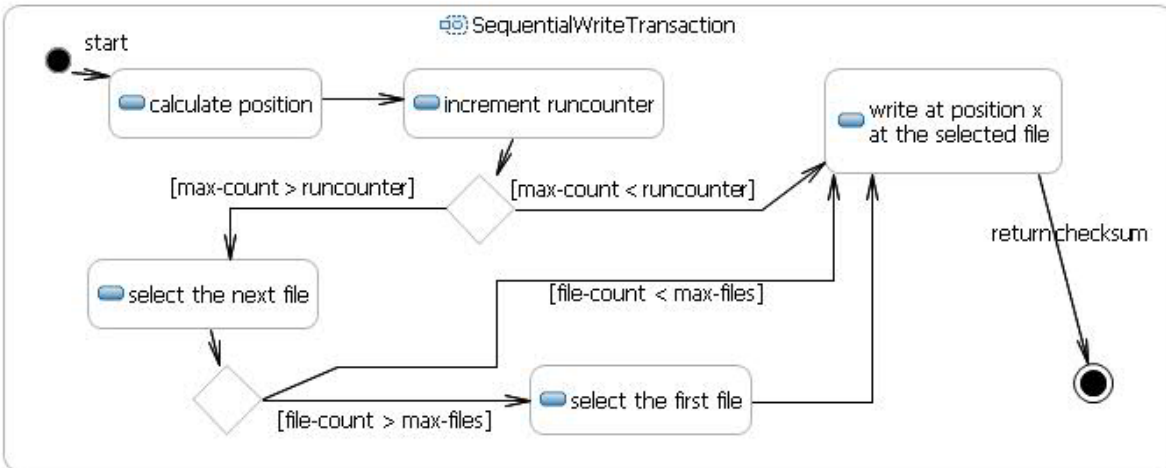 SequentialWriteTransaction
start
calculate position
increment runcounter
write at position x
at the selected file
[max-count > runcounter]
[max-count < runcounter]
return checksum
select the next file
[file-count < max-files]
select the first file
[file-count > max-files]